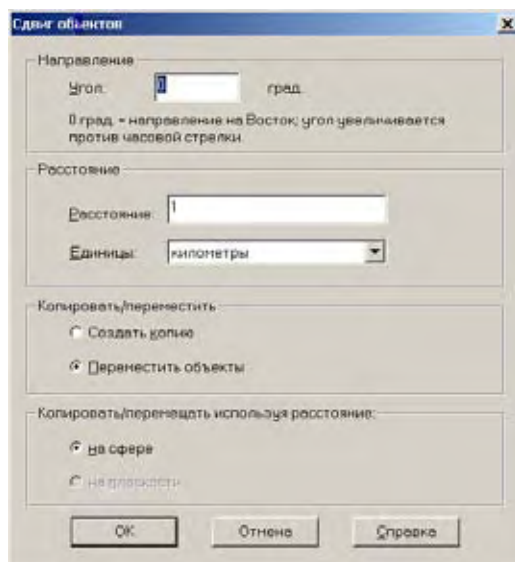 Сдвиг объектов
Направление
Угол: 0 град.
0 град. = направление на Восток; угол увеличивается
против часовой стрелки.
Расстояние
Расстояние: 1
Единицы: километры
Копировать/переместить
Создать копию
Переместить объекты
Копировать/перемещать используя расстояние:
на сфере
на плоскости
OK Отмена Справка